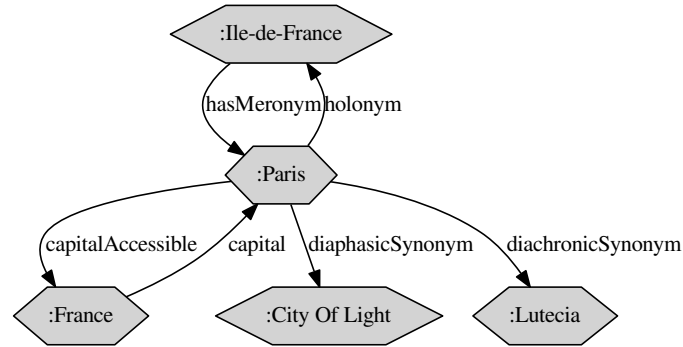 :Ile-de-France
hasMeronym holonym
:Paris
capitalAccessible capital diaphasicSynonym diachronicSynonym
:France :City Of Light :Lutecia